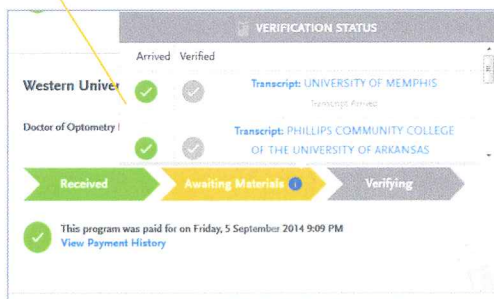 VERIFICATION STATUS
Arrived Verified
Western Univer
Transcript: UNIVERSITY OF MEMPHIS
Transcript Arrived
Doctor of Optometry
Transcript: PHILLIPS COMMUNITY COLLEGE
OF THE UNIVERSITY OF ARKANSAS
Received
Awaiting Materials i
Verifying
This program was paid for on Friday, 5 September 2014 9:09 PM
View Payment History